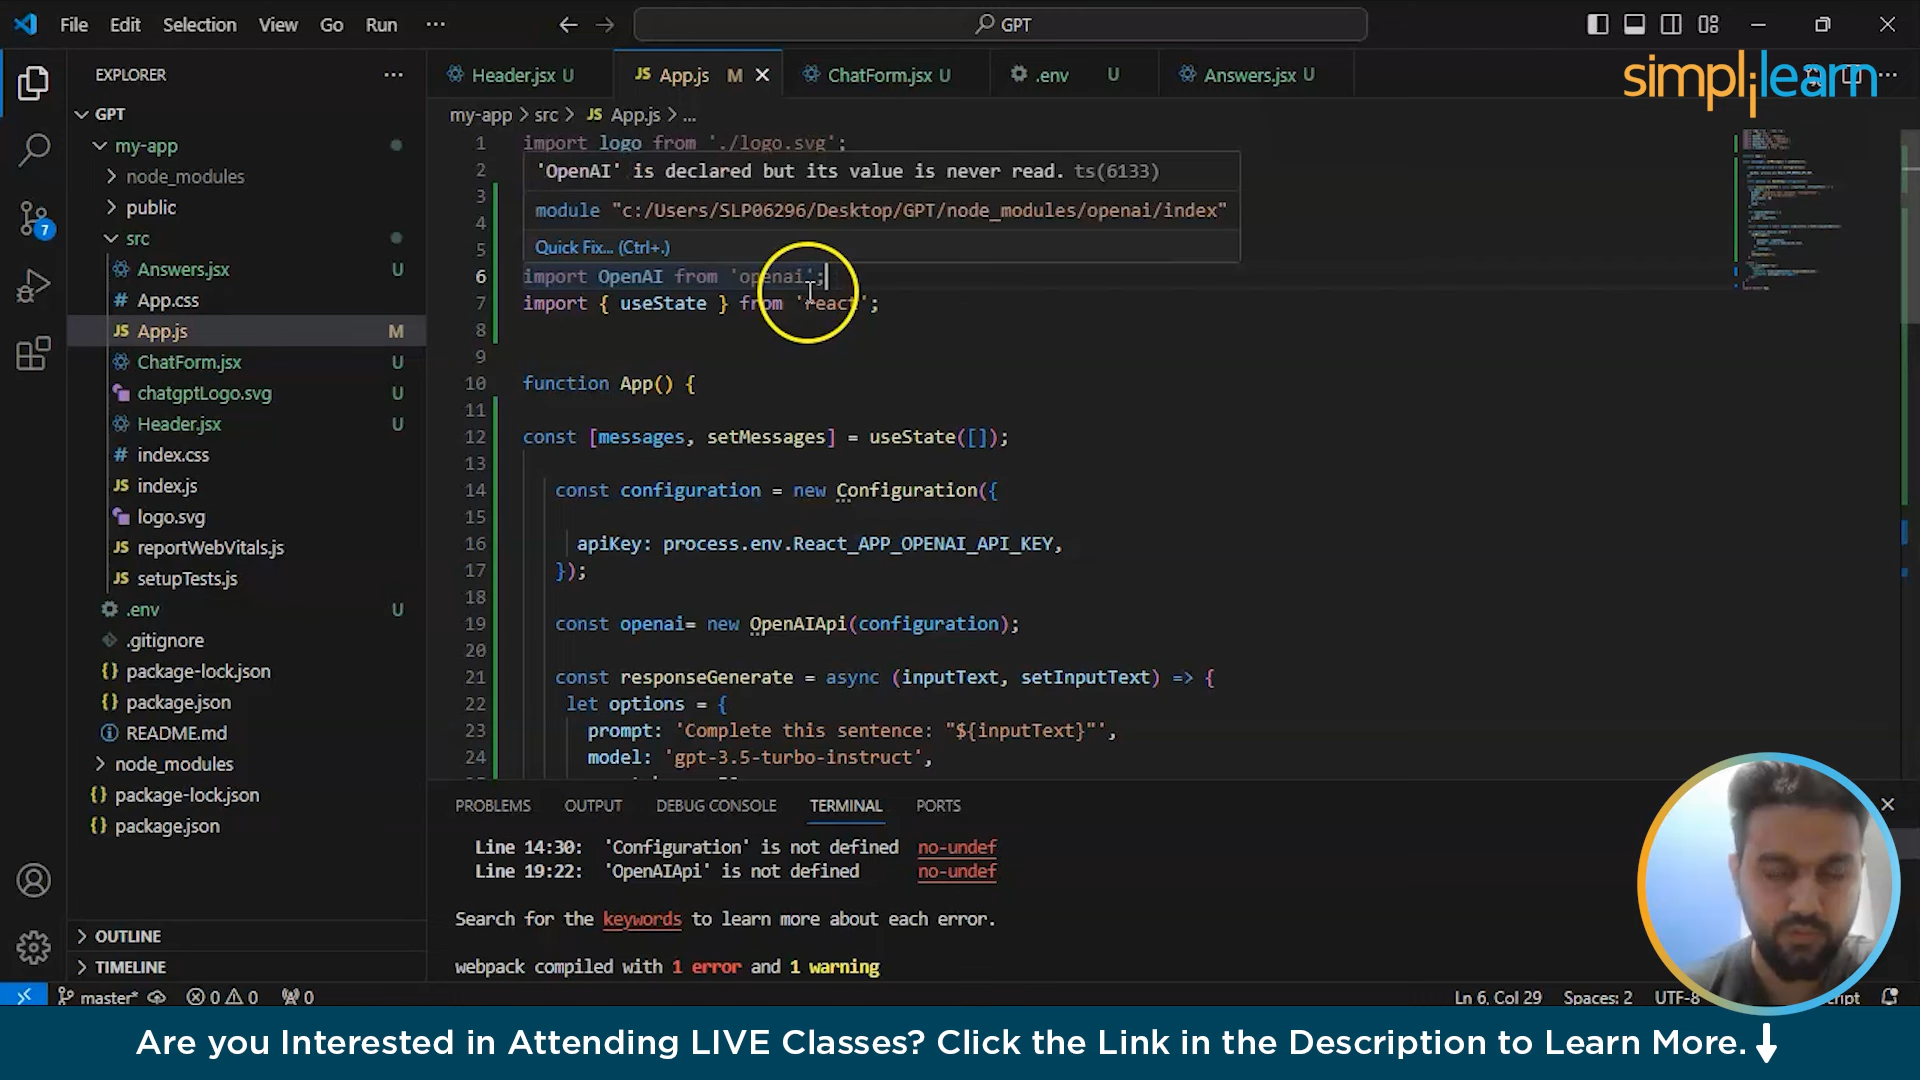 File Edit Selection View Go Run ... GPT
simplilearn
EXPLORER ...
GPT
my-app
node_modules
public
src
Answers.jsx U
App.css
App.js M
ChatForm.jsx U
chatgptLogo.svg U
Header.jsx U
index.css
index.js
logo.svg
reportWebVitals.js
setupTests.js
.env U
.gitignore
package-lock.json
package.json
README.md
node_modules
package-lock.json
package.json
OUTLINE
TIMELINE
7
Header.jsx U App.js M ChatForm.jsx U .env U Answers.jsx U
my-app > src > JS App.js > ...
1 import logo from './logo.svg';
2
'OpenAI' is declared but its value is never read. ts(6133)
3
module "c:/Users/SLP06296/Desktop/GPT/node_modules/openai/index"
4
5
Quick Fix... (Ctrl+.)
6 import OpenAI from 'openai';
7 import { useState } from 'react';
8
9
10 function App() {
11
12 const [messages, setMessages] = useState([]);
13
14 const configuration = new Configuration({
15
16 apiKey: process.env.React_APP_OPENAI_API_KEY,
17 });
18
19 const openai= new OpenAIApi(configuration);
20
21 const responseGenerate = async (inputText, setInputText) => {
22 let options = {
23 prompt: 'Complete this sentence: "${inputText}"',
24 model: 'gpt-3.5-turbo-instruct',
PROBLEMS OUTPUT DEBUG CONSOLE TERMINAL PORTS
Line 14:30: 'Configuration' is not defined no-undef
Line 19:22: 'OpenAIApi' is not defined no-undef
Search for the keywords to learn more about each error.
webpack compiled with 1 error and 1 warning
master* 0 0 0 Ln 6, Col 29 Spaces: 2 UTF-8
Are you Interested in Attending LIVE Classes? Click the Link in the Description to Learn More.